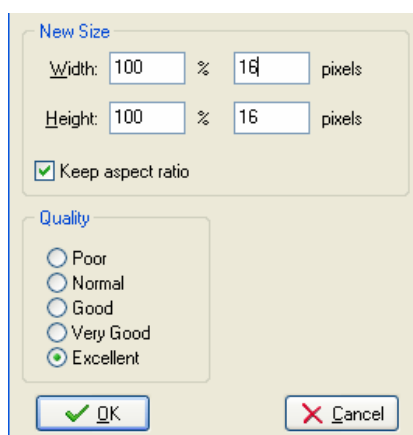 New Size
Width: 100 % 16 pixels
Height: 100 % 16 pixels
Keep aspect ratio
Quality
Poor
Normal
Good
Very Good
Excellent
OK Cancel